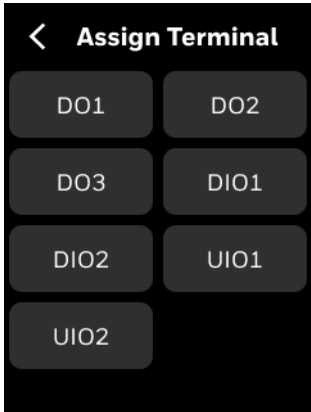 Assign Terminal
DO1 DO2
DO3 DIO1
DIO2 UIO1
UIO2